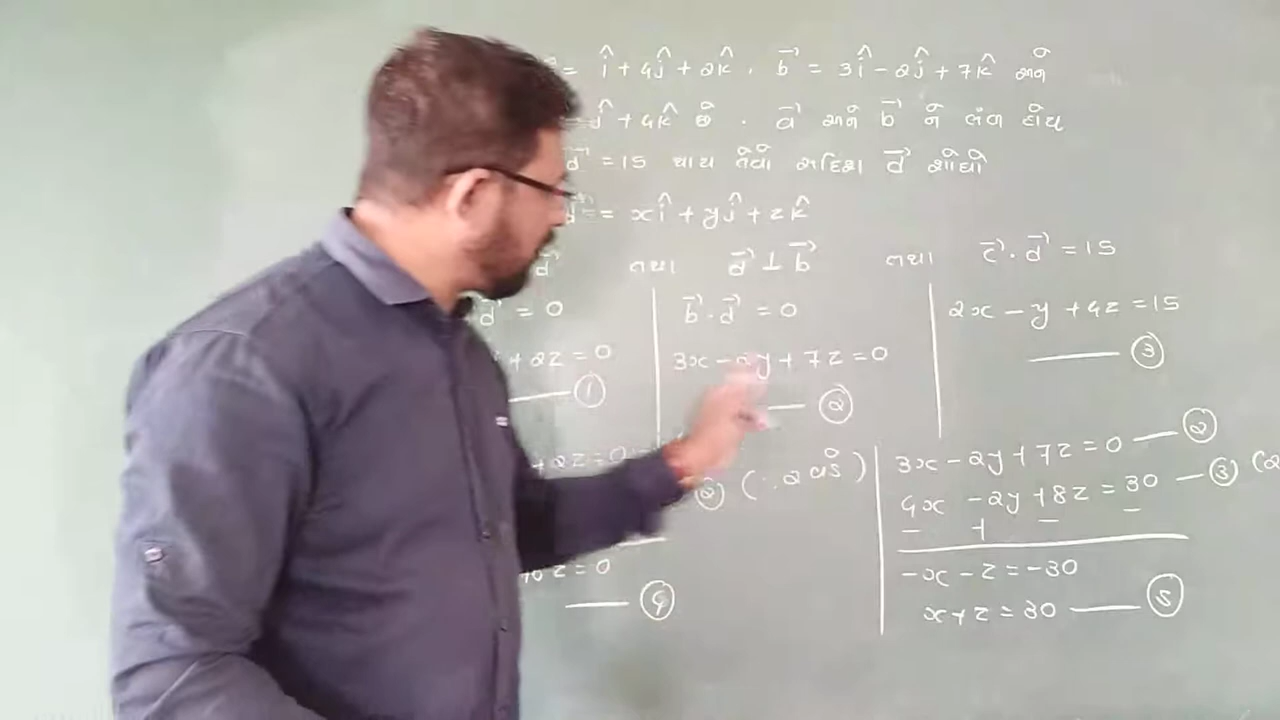 = î + 4ĵ + 2k̂, b⃗ = 3î - 2ĵ + 7k̂ અને
- ĵ + 4k̂ છે. a⃗ અને b⃗ ને લંબ હોય
d⃗ = 15 થાય તેવો સદિશ d⃗ શોધો
d⃗ = xî + yĵ + zk̂
d⃗ તથા d⃗ ⊥ b⃗ તથા c⃗ · d⃗ = 15
d⃗ = 0
+ 2z = 0
① 
b⃗ · d⃗ = 0
3x - 2y + 7z = 0
②
2x - y + 4z = 15
③
+ 2z = 0
② (∵ 2 વડે)
z = 0
④
3x - 2y + 7z = 0 — ②
4x - 2y + 8z = 30 — ③ (2
- + - -
-x - z = -30
x + z = 30 — ⑤